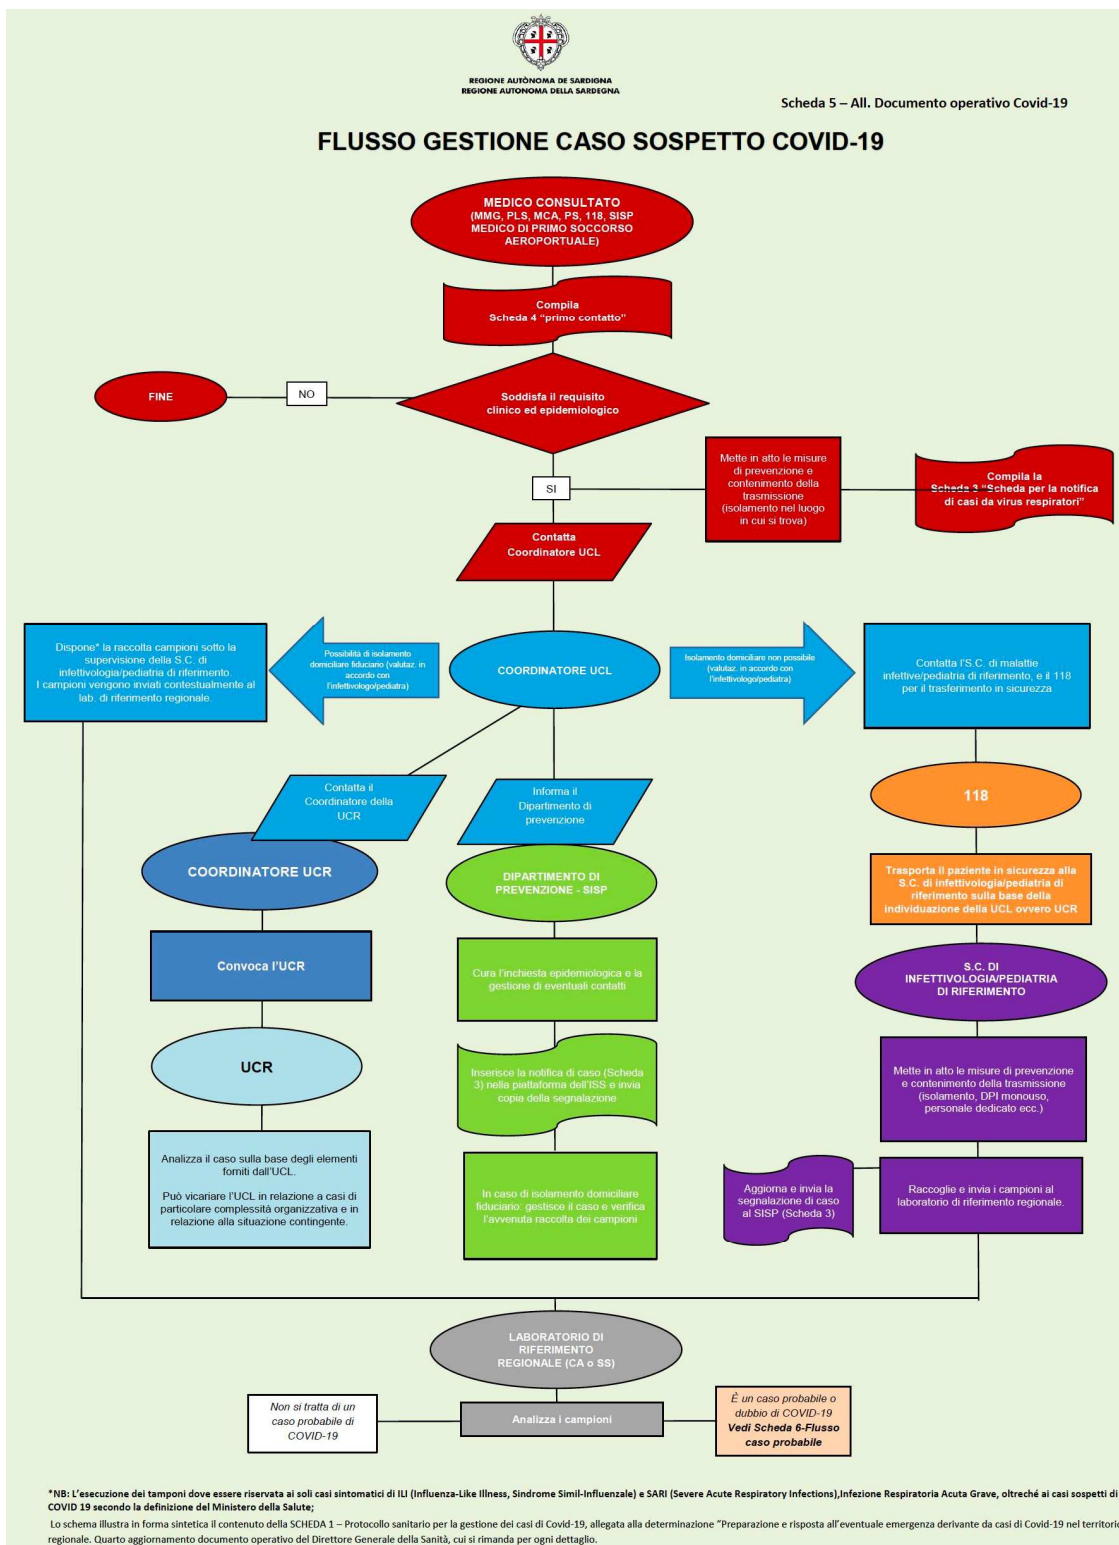 REGIONE AUTÒNOMA DE SARDIGNA
REGIONE AUTONOMA DELLA SARDEGNA
Scheda 5 – All. Documento operativo Covid-19
FLUSSO GESTIONE CASO SOSPETTO COVID-19
MEDICO CONSULTATO
(MMG, PLS, MCA, PS, 118, SISP
MEDICO DI PRIMO SOCCORSO
AEROPORTUALE)
Compila
Scheda 4 “primo contatto”
Soddisfa il requisito
clinico ed epidemiologico
NO
FINE
SI
Mette in atto le misure
di prevenzione e
contenimento della
trasmissione
(isolamento nel luogo
in cui si trova)
Compila la
Scheda 3 “Scheda per la notifica
di casi da virus respiratori”
Contatta
Coordinatore UCL
Dispone* la raccolta campioni sotto la
supervisione della S.C. di
infettivologia/pediatria di riferimento.
I campioni vengono inviati contestualmente al
lab. di riferimento regionale.
Possibilità di isolamento
domiciliare fiduciario (valutaz. in
accordo con
l’infettivologo/pediatra)
COORDINATORE UCL
Isolamento domiciliare non possibile
(valutaz. in accordo con
l’infettivologo/pediatra)
Contatta l’S.C. di malattie
infettive/pediatria di riferimento, e il 118
per il trasferimento in sicurezza
Contatta il
Coordinatore della
UCR
Informa il
Dipartimento di
prevenzione
118
COORDINATORE UCR
DIPARTIMENTO DI
PREVENZIONE - SISP
Trasporta il paziente in sicurezza alla
S.C. di infettivologia/pediatria di
riferimento sulla base della
individuazione della UCL ovvero UCR
Convoca l’UCR
Cura l’inchiesta epidemiologica e la
gestione di eventuali contatti
S.C. DI
INFETTIVOLOGIA/PEDIATRIA
DI RIFERIMENTO
UCR
Inserisce la notifica di caso (Scheda
3) nella piattaforma dell’ISS e invia
copia della segnalazione
Mette in atto le misure di prevenzione
e contenimento della trasmissione
(isolamento, DPI monouso,
personale dedicato ecc.)
Analizza il caso sulla base degli elementi
forniti dall’UCL.
Può vicariare l’UCL in relazione a casi di
particolare complessità organizzativa e in
relazione alla situazione contingente.
In caso di isolamento domiciliare
fiduciario: gestisce il caso e verifica
l’avvenuta raccolta dei campioni
Aggiorna e invia la
segnalazione di caso
al SISP (Scheda 3)
Raccoglie e invia i campioni al
laboratorio di riferimento regionale.
LABORATORIO DI
RIFERIMENTO
REGIONALE (CA o SS)
Non si tratta di un
caso probabile di
COVID-19
Analizza i campioni
È un caso probabile o
dubbio di COVID-19
Vedi Scheda 6-Flusso
caso probabile
*NB: L’esecuzione dei tamponi dove essere riservata ai soli casi sintomatici di ILI (Influenza-Like Illness, Sindrome Simil-Influenzale) e SARI (Severe Acute Respiratory Infections),Infezione Respiratoria Acuta Grave, oltreché ai casi sospetti di
COVID 19 secondo la definizione del Ministero della Salute;
Lo schema illustra in forma sintetica il contenuto della SCHEDA 1 – Protocollo sanitario per la gestione dei casi di Covid-19, allegata alla determinazione “Preparazione e risposta all’eventuale emergenza derivante da casi di Covid-19 nel territorio
regionale. Quarto aggiornamento documento operativo del Direttore Generale della Sanità, cui si rimanda per ogni dettaglio.